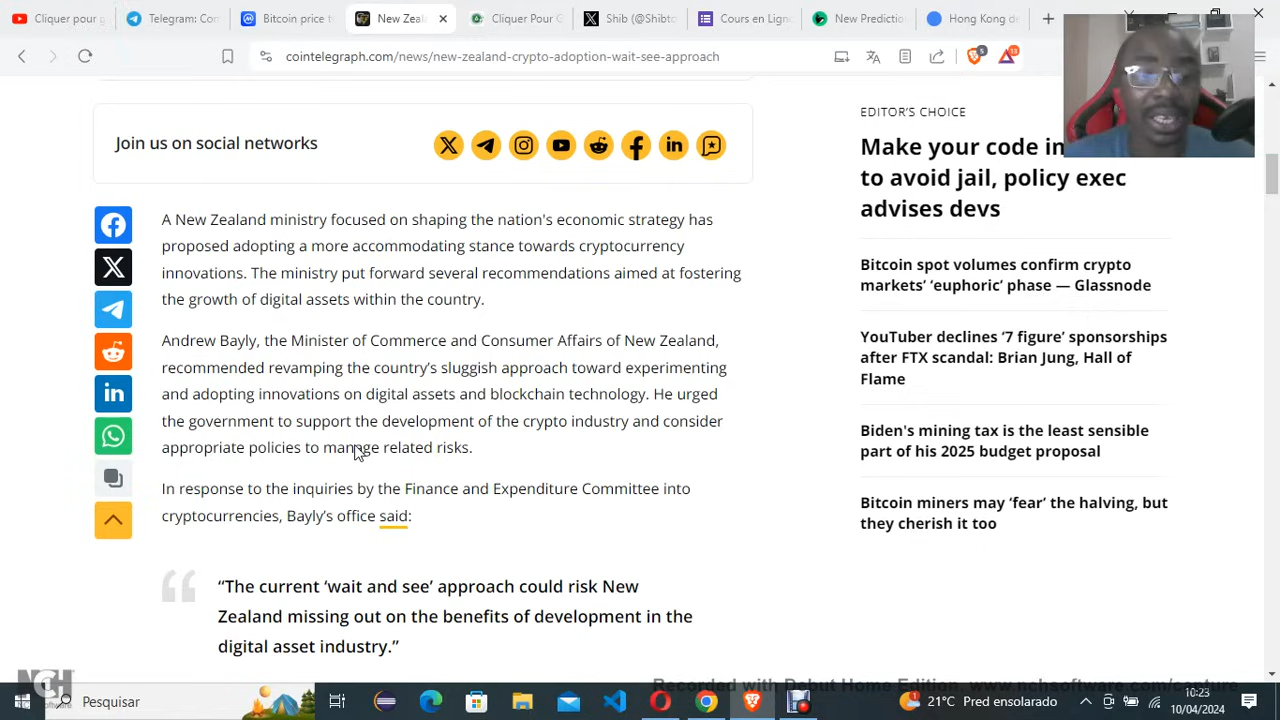 Cliquer pour g
Telegram: Con
Bitcoin price t
New Zeal
Cliquer Pour G
Shib (@Shibto
Cours en Lign
New Prediction
Hong Kong de
cointelegraph.com/news/new-zealand-crypto-adoption-wait-see-approach
5
13
Join us on social networks
A New Zealand ministry focused on shaping the nation's economic strategy has
proposed adopting a more accommodating stance towards cryptocurrency
innovations. The ministry put forward several recommendations aimed at fostering
the growth of digital assets within the country.
Andrew Bayly, the Minister of Commerce and Consumer Affairs of New Zealand,
recommended revamping the country's sluggish approach toward experimenting
and adopting innovations on digital assets and blockchain technology. He urged
the government to support the development of the crypto industry and consider
appropriate policies to manage related risks.
In response to the inquiries by the Finance and Expenditure Committee into
cryptocurrencies, Bayly's office said:
“The current ‘wait and see’ approach could risk New
Zealand missing out on the benefits of development in the
digital asset industry.”
EDITOR'S CHOICE
Make your code im
to avoid jail, policy exec
advises devs
Bitcoin spot volumes confirm crypto
markets' ‘euphoric’ phase — Glassnode
YouTuber declines ‘7 figure’ sponsorships
after FTX scandal: Brian Jung, Hall of
Flame
Biden's mining tax is the least sensible
part of his 2025 budget proposal
Bitcoin miners may ‘fear’ the halving, but
they cherish it too
NCH
Software
Recorded with Debut Home Edition. www.nchsoftware.com/capture
Pesquisar
21°C Pred ensolarado
10:23
10/04/2024